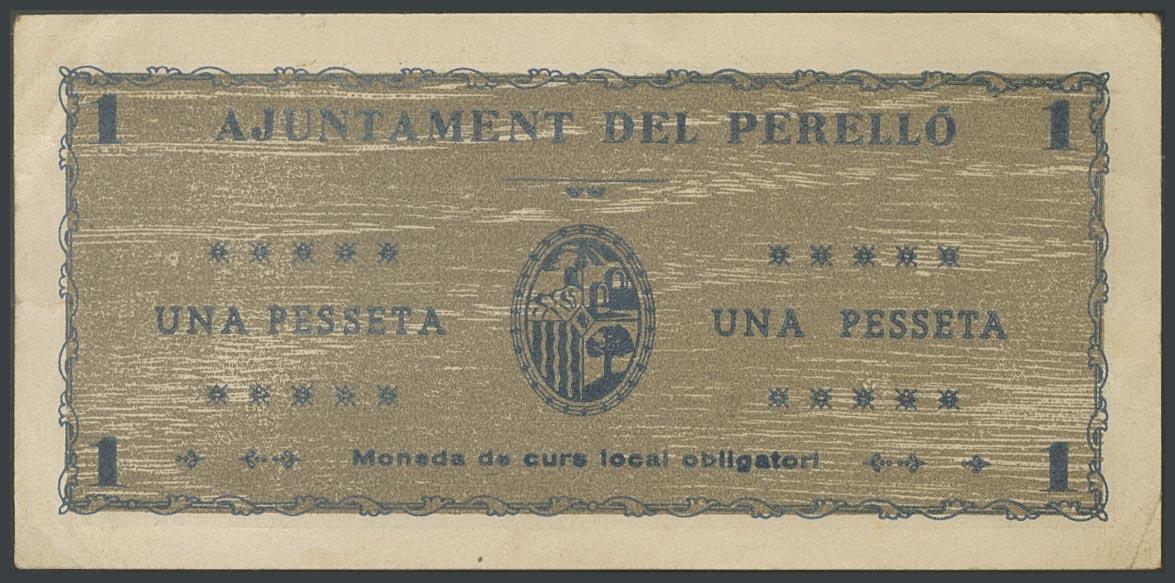 1 AJUNTAMENT DEL PERELLÓ 1
UNA PESSETA UNA PESSETA
1 Moneda de curs local obligatori 1